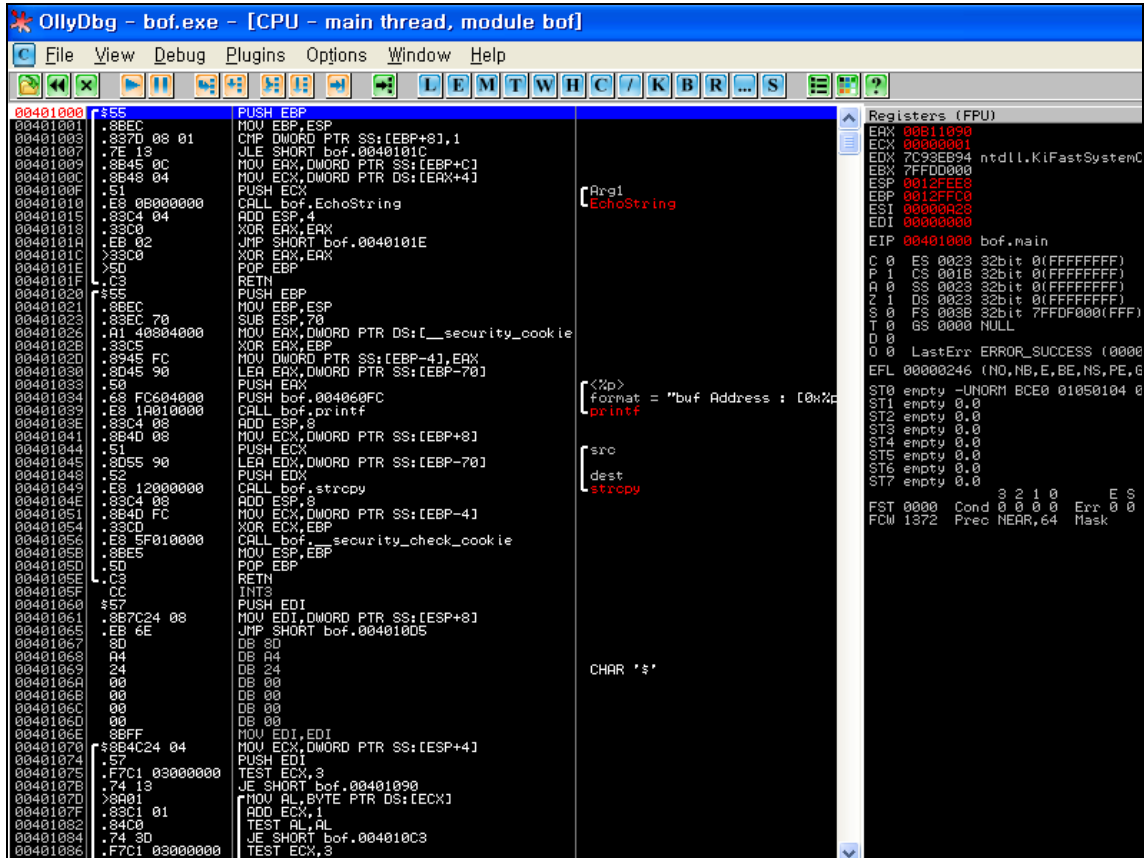 OllyDbg - bof.exe - [CPU - main thread, module bof]
C File View Debug Plugins Options Window Help
L E M T W H C / K B R ... S ?
00401000 $55 PUSH EBP
00401001 .8BEC MOV EBP,ESP
00401003 .837D 08 01 CMP DWORD PTR SS:[EBP+8],1
00401007 .7E 13 JLE SHORT bof.0040101C
00401009 .8B45 0C MOV EAX,DWORD PTR SS:[EBP+C]
0040100C .8B48 04 MOV ECX,DWORD PTR DS:[EAX+4]
0040100F .51 PUSH ECX Arg1
00401010 .E8 0B000000 CALL bof.EchoString EchoString
00401015 .83C4 04 ADD ESP,4
00401018 .33C0 XOR EAX,EAX
0040101A .EB 02 JMP SHORT bof.0040101E
0040101C >33C0 XOR EAX,EAX
0040101E >5D POP EBP
0040101F .C3 RETN
00401020 $55 PUSH EBP
00401021 .8BEC MOV EBP,ESP
00401023 .83EC 70 SUB ESP,70
00401026 .A1 40804000 MOV EAX,DWORD PTR DS:[__security_cookie
0040102B .33C5 XOR EAX,EBP
0040102D .8945 FC MOV DWORD PTR SS:[EBP-4],EAX
00401030 .8D45 90 LEA EAX,DWORD PTR SS:[EBP-70]
00401033 .50 PUSH EAX <%p>
00401034 .68 FC604000 PUSH bof.004060FC format = "buf Address : [0x%p
00401039 .E8 1A010000 CALL bof.printf printf
0040103E .83C4 08 ADD ESP,8
00401041 .8B4D 08 MOV ECX,DWORD PTR SS:[EBP+8]
00401044 .51 PUSH ECX src
00401045 .8D55 90 LEA EDX,DWORD PTR SS:[EBP-70]
00401048 .52 PUSH EDX dest
00401049 .E8 12000000 CALL bof.strcpy strcpy
0040104E .83C4 08 ADD ESP,8
00401051 .8B4D FC MOV ECX,DWORD PTR SS:[EBP-4]
00401054 .33CD XOR ECX,EBP
00401056 .E8 5F010000 CALL bof.__security_check_cookie
0040105B .8BE5 MOV ESP,EBP
0040105D .5D POP EBP
0040105E .C3 RETN
0040105F CC INT3
00401060 $57 PUSH EDI
00401061 .8B7C24 08 MOV EDI,DWORD PTR SS:[ESP+8]
00401065 .EB 6E JMP SHORT bof.004010D5
00401067 8D DB 8D
00401068 A4 DB A4
00401069 24 DB 24 CHAR '$'
0040106A 00 DB 00
0040106B 00 DB 00
0040106C 00 DB 00
0040106D 00 DB 00
0040106E 8BFF MOV EDI,EDI
00401070 $8B4C24 04 MOV ECX,DWORD PTR SS:[ESP+4]
00401074 .57 PUSH EDI
00401075 .F7C1 03000000 TEST ECX,3
0040107B .74 13 JE SHORT bof.00401090
0040107D >8A01 MOV AL,BYTE PTR DS:[ECX]
0040107F .83C1 01 ADD ECX,1
00401082 .84C0 TEST AL,AL
00401084 .74 3D JE SHORT bof.004010C3
00401086 .F7C1 03000000 TEST ECX,3
Registers (FPU)
EAX 00B11090
ECX 00000001
EDX 7C93EB94 ntdll.KiFastSystemC
EBX 7FFDD000
ESP 0012FEE8
EBP 0012FFC0
ESI 00000A28
EDI 00000000
EIP 00401000 bof.main
C 0 ES 0023 32bit 0(FFFFFFFF)
P 1 CS 001B 32bit 0(FFFFFFFF)
A 0 SS 0023 32bit 0(FFFFFFFF)
Z 1 DS 0023 32bit 0(FFFFFFFF)
S 0 FS 003B 32bit 7FFDF000(FFF)
T 0 GS 0000 NULL
D 0
O 0 LastErr ERROR_SUCCESS (0000
EFL 00000246 (NO,NB,E,BE,NS,PE,G
ST0 empty -UNORM BCE0 01050104 0
ST1 empty 0.0
ST2 empty 0.0
ST3 empty 0.0
ST4 empty 0.0
ST5 empty 0.0
ST6 empty 0.0
ST7 empty 0.0
3 2 1 0 E S
FST 0000 Cond 0 0 0 0 Err 0 0
FCW 1372 Prec NEAR,64 Mask